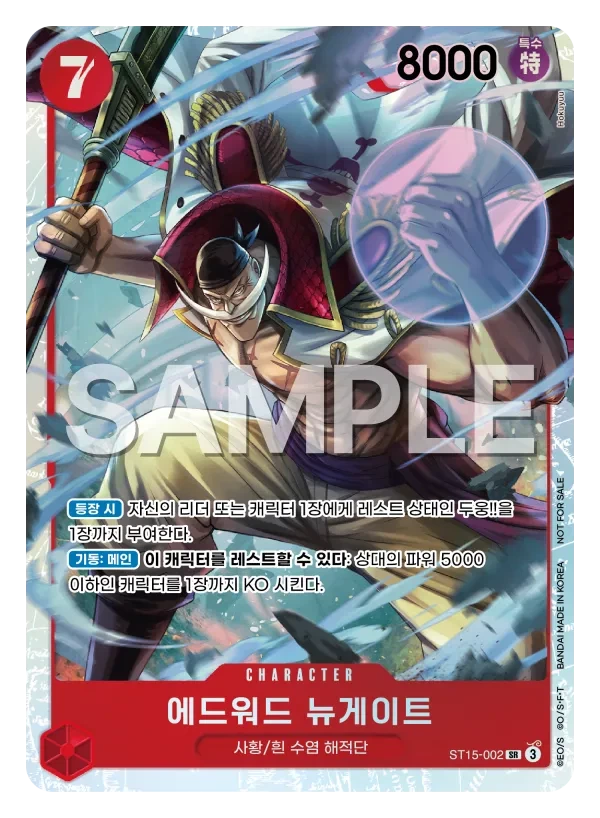 7
8000
특수
特
Hokuyuu
SAMPLE
등장 시 자신의 리더 또는 캐릭터 1장에게 레스트 상태인 두웅!!을
1장까지 부여한다.
기동: 메인 이 캐릭터를 레스트할 수 있다: 상대의 파워 5000
이하인 캐릭터를 1장까지 KO 시킨다.
CHARACTER
에드워드 뉴게이트
사황/흰 수염 해적단
ST15-002 SR 3
©E.O/S ©O/S·F·T BANDAI MADE IN KOREA NOT FOR SALE